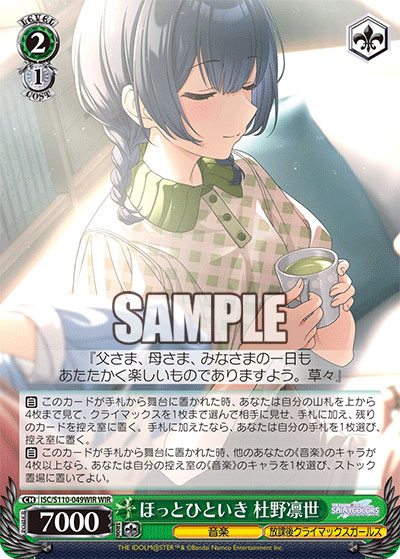 LEVEL
2
1
COST
SAMPLE
『父さま、母さま、みなさまの一日も
あたたかく楽しいものでありますよう。草々』
自 このカードが手札から舞台に置かれた時、あなたは自分の山札を上から
4枚まで見て、クライマックスを1枚まで選んで相手に見せ、手札に加え、残り
のカードを控え室に置く。手札に加えたなら、あなたは自分の手札を1枚選び、
控え室に置く。
自 このカードが手札から舞台に置かれた時、他のあなたの《音楽》のキャラが
4枚以上なら、あなたは自分の控え室の《音楽》のキャラを1枚選び、ストック
置場に置いてよい。
CH ISC/S110-049WIR WIR
POWER
7000
ほっとひといき 杜野凛世
THE IDOLM@STER SHINYCOLORS
音楽
放課後クライマックスガールズ
THE IDOLM@STER™ & ©Bandai Namco Entertainment Inc.